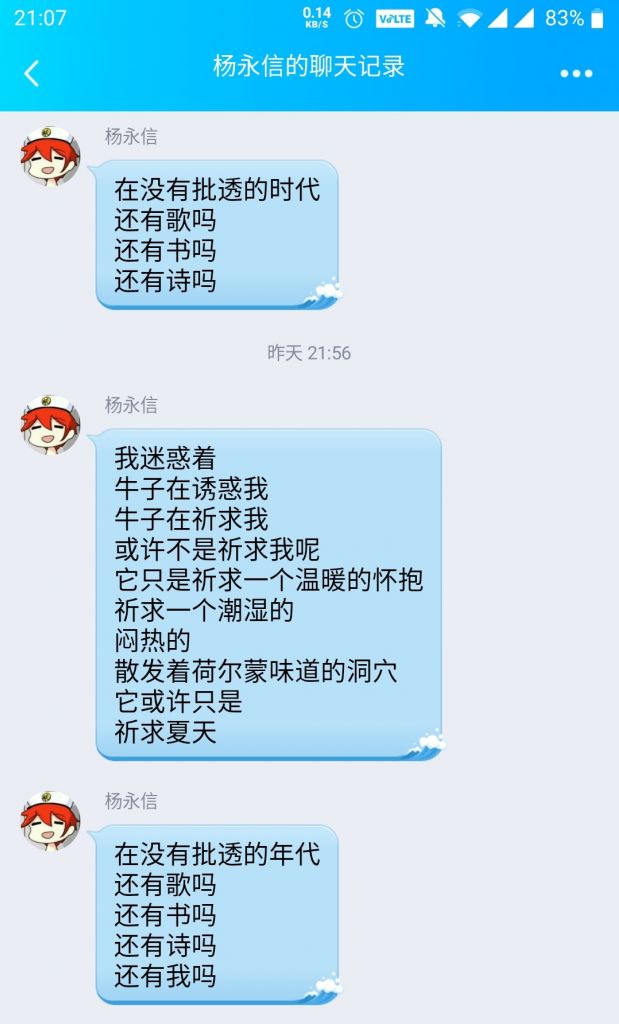 21:07
0.14
KB/S
VoLTE
83%
杨永信的聊天记录
杨永信
在没有批透的时代
还有歌吗
还有书吗
还有诗吗
昨天 21:56
杨永信
我迷惑着
牛子在诱惑我
牛子在祈求我
或许不是祈求我呢
它只是祈求一个温暖的怀抱
祈求一个潮湿的
闷热的
散发着荷尔蒙味道的洞穴
它或许只是
祈求夏天
杨永信
在没有批透的年代
还有歌吗
还有书吗
还有诗吗
还有我吗